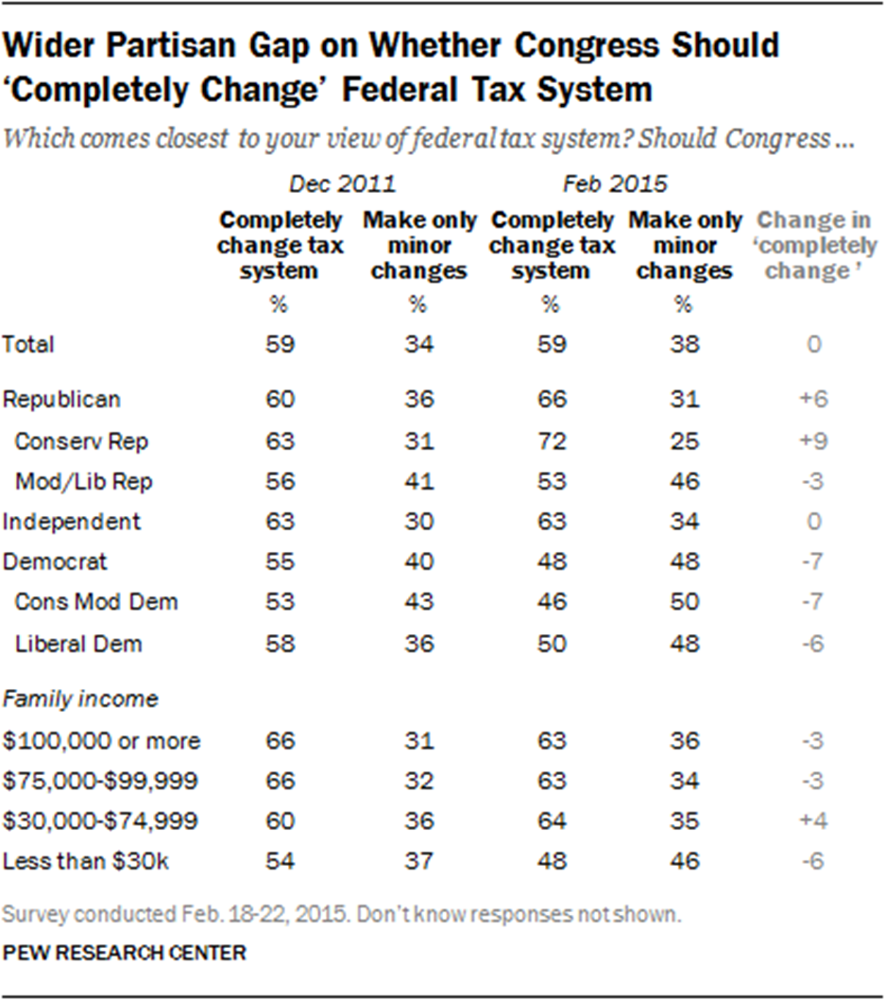 Wider Partisan Gap on Whether Congress Should
‘Completely Change’ Federal Tax System
Which comes closest to your view of federal tax system? Should Congress ...
Dec 2011 Feb 2015
Completely Make only Completely Make only Change in
change tax minor change tax minor ‘completely
system changes system changes change ’
% % % %
Total 59 34 59 38 0
Republican 60 36 66 31 +6
Conserv Rep 63 31 72 25 +9
Mod/Lib Rep 56 41 53 46 -3
Independent 63 30 63 34 0
Democrat 55 40 48 48 -7
Cons Mod Dem 53 43 46 50 -7
Liberal Dem 58 36 50 48 -6
Family income
$100,000 or more 66 31 63 36 -3
$75,000-$99,999 66 32 63 34 -3
$30,000-$74,999 60 36 64 35 +4
Less than $30k 54 37 48 46 -6
Survey conducted Feb. 18-22, 2015. Don’t know responses not shown.
PEW RESEARCH CENTER